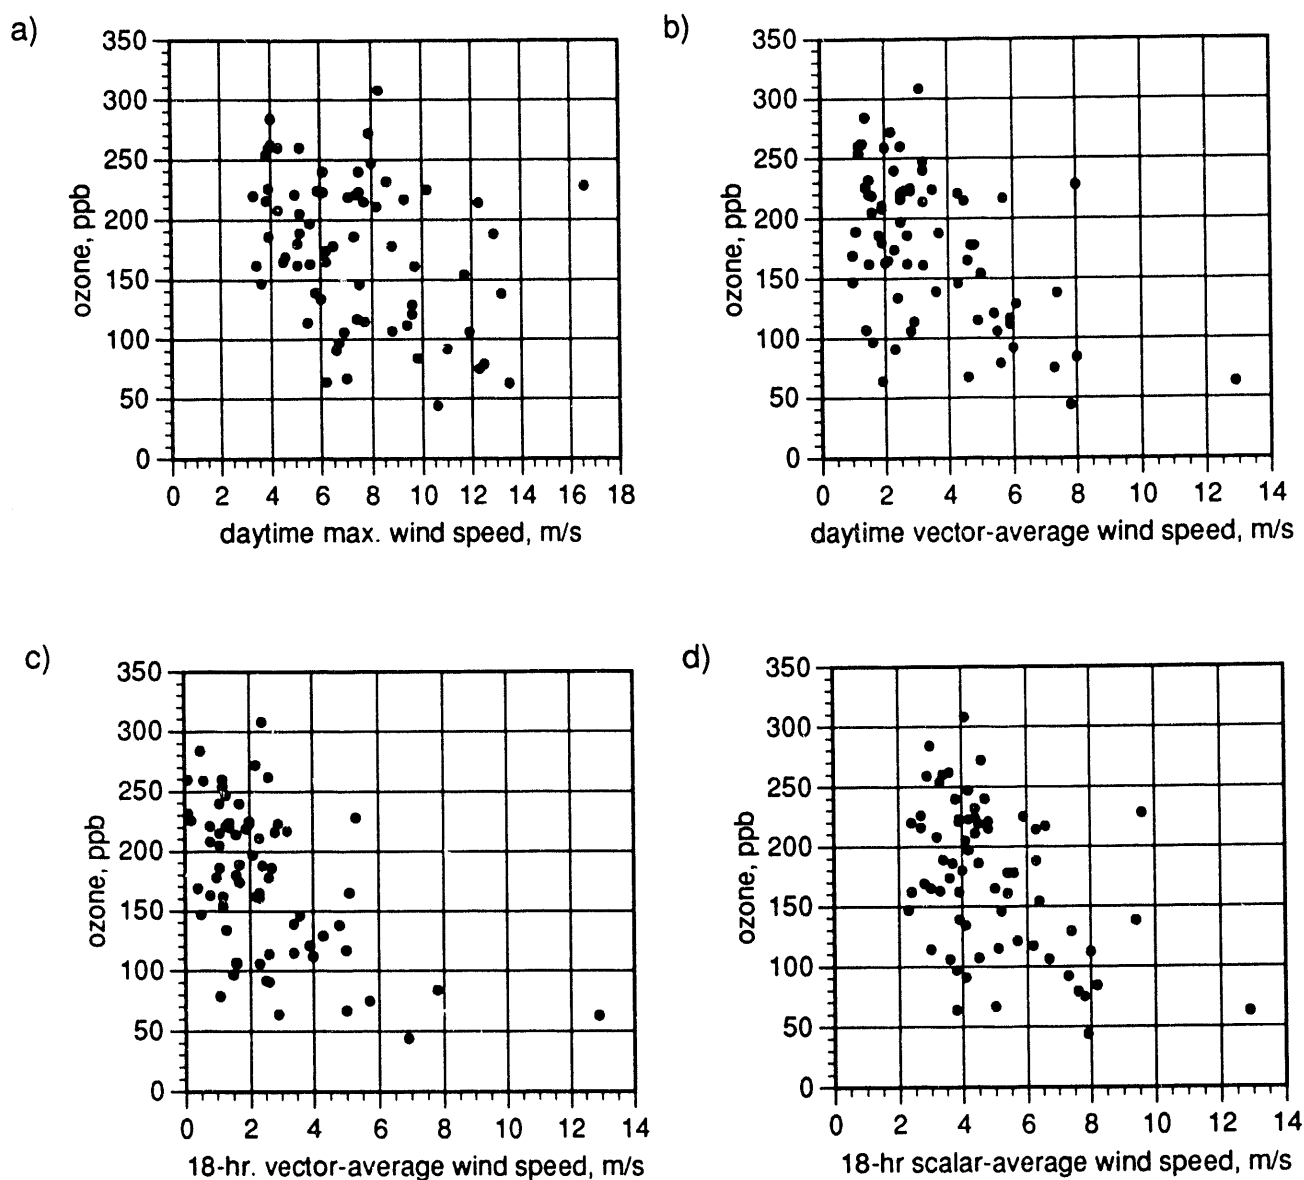 a)
350
300
250
200
150
100
50
0
ozone, ppb
0 2 4 6 8 10 12 14 16 18
daytime max. wind speed, m/s
b)
350
300
250
200
150
100
50
0
ozone, ppb
0 2 4 6 8 10 12 14
daytime vector-average wind speed, m/s
c)
350
300
250
200
150
100
50
0
ozone, ppb
0 2 4 6 8 10 12 14
18-hr. vector-average wind speed, m/s
d)
350
300
250
200
150
100
50
0
ozone, ppb
0 2 4 6 8 10 12 14
18-hr scalar-average wind speed, m/s